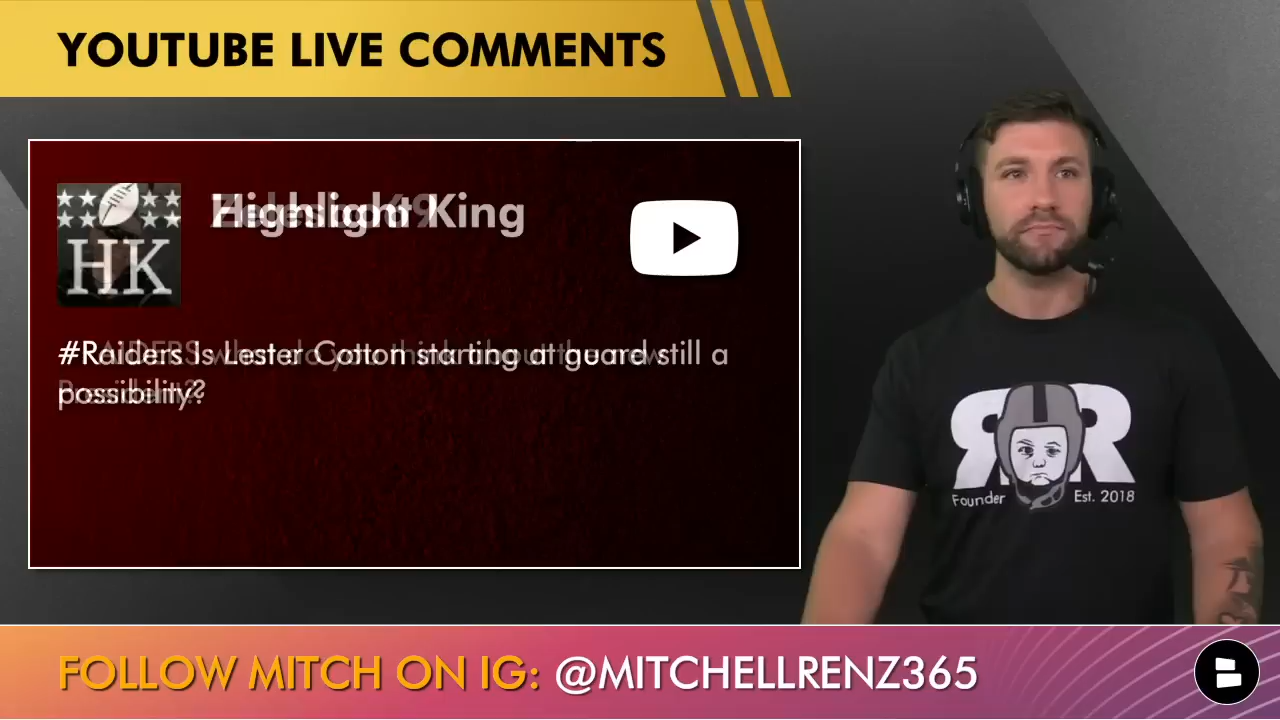 YOUTUBE LIVE COMMENTS
HK
Highlight King
#Raiders Is Lester Cotton starting at guard still a
possibility?
RR
Founder Est. 2018
FOLLOW MITCH ON IG: @MITCHELLRENZ365